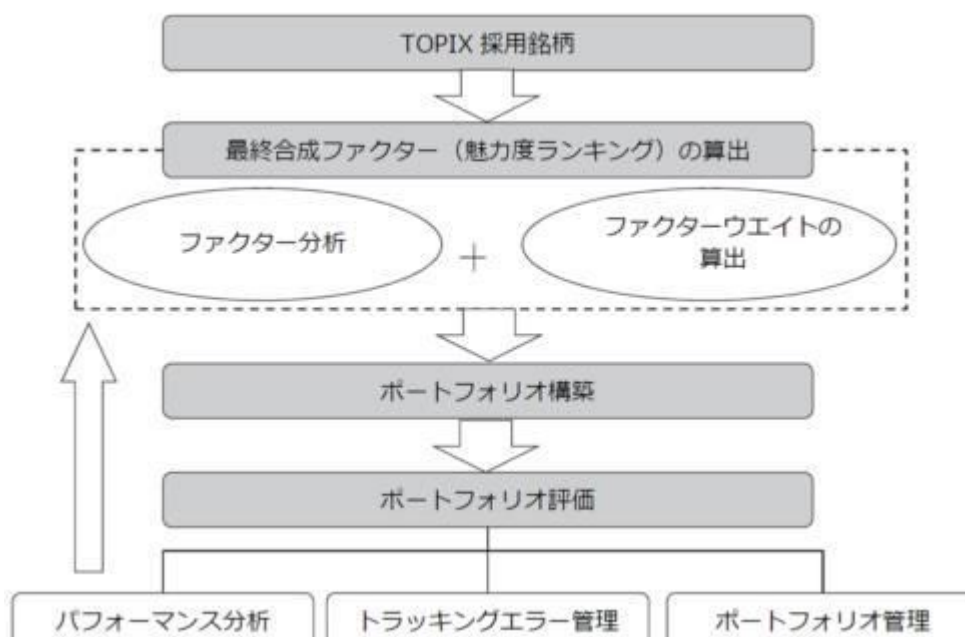 TOPIX 採用銘柄
最終合成ファクター（魅力度ランキング）の算出
ファクター分析
＋
ファクターウエイトの
算出
ポートフォリオ構築
ポートフォリオ評価
パフォーマンス分析
トラッキングエラー管理
ポートフォリオ管理